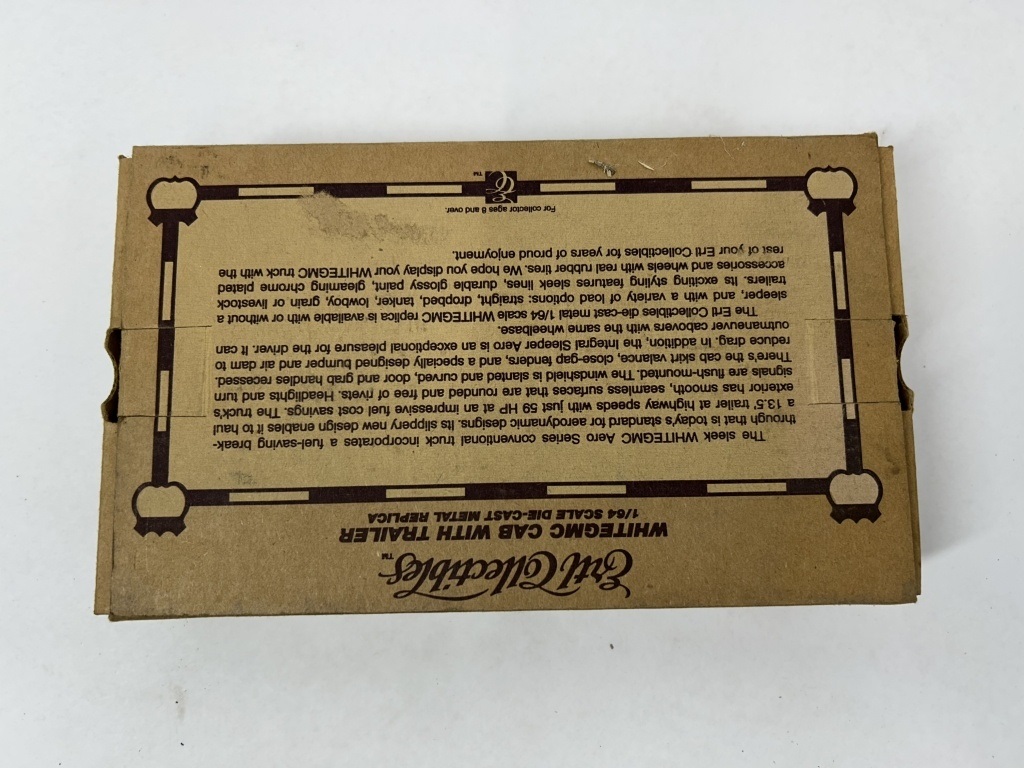 Ertl Collectibles™
WHITEGMC CAB WITH TRAILER
1/64 SCALE DIE-CAST METAL REPLICA
The sleek WHITEGMC Aero Series conventional truck incorporates a fuel-saving break-
through that is today's standard for aerodynamic designs. Its slippery new design enables it to haul
a 13.5' trailer at highway speeds with just 59 HP at an impressive fuel cost savings. The truck's
exterior has smooth, seamless surfaces that are rounded and free of rivets. Headlights and turn
signals are flush-mounted. The windshield is slanted and curved, door and grab handles recessed.
There's the cab skirt valance, close-gap fenders, and a specially designed bumper and air dam to
reduce drag. In addition, the Integral Sleeper Aero is an exceptional pleasure for the driver. It can
outmaneuver cabovers with the same wheelbase.
The Ertl Collectibles die-cast metal 1/64 scale WHITEGMC replica is available with or without a
sleeper, and with a variety of load options: straight, dropbed, tanker, lowboy, grain or livestock
trailers. Its exciting styling features sleek lines, durable glossy paint, gleaming chrome plated
accessories and wheels with real rubber tires. We hope you display your WHITEGMC truck with the
rest of your Ertl Collectibles for years of proud enjoyment.
For collector ages 8 and over.
EC™